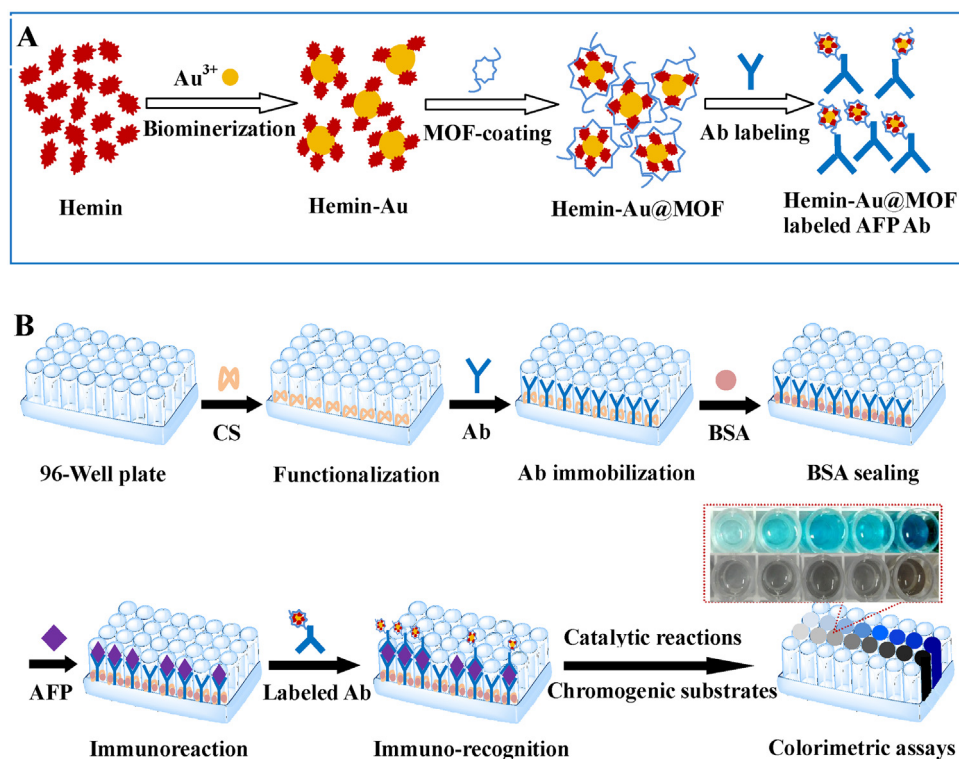 A
Au3+
Biominerization
MOF-coating
Ab labeling
Hemin
Hemin-Au
Hemin-Au@MOF
Hemin-Au@MOF
labeled AFP Ab
B
CS
Ab
BSA
96-Well plate
Functionalization
Ab immobilization
BSA sealing
AFP
Labeled Ab
Catalytic reactions
Chromogenic substrates
Immunoreaction
Immuno-recognition
Colorimetric assays